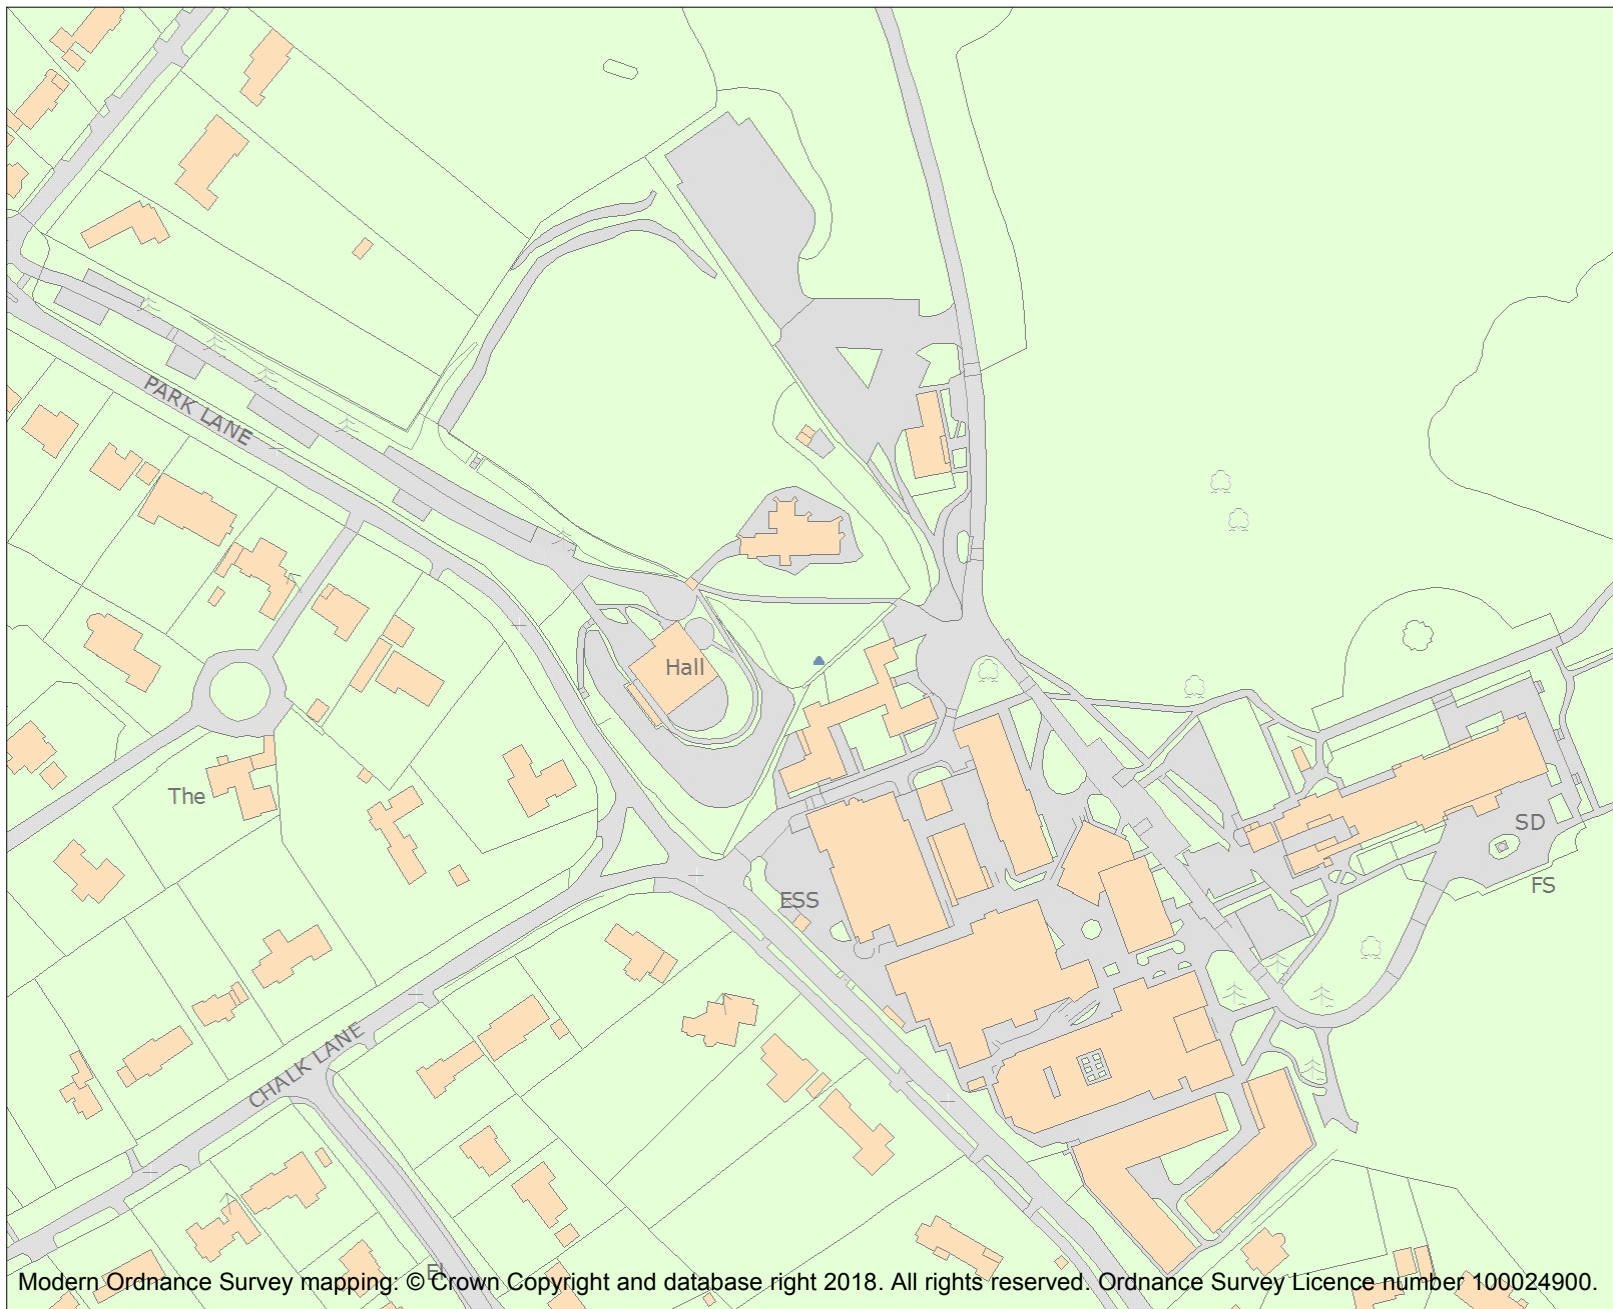 PARK LANE
Hall
The
SD
FS
ESS
CHALK LANE
El
Modern Ordnance Survey mapping: © Crown Copyright and database right 2018. All rights reserved. Ordnance Survey Licence number 100024900.